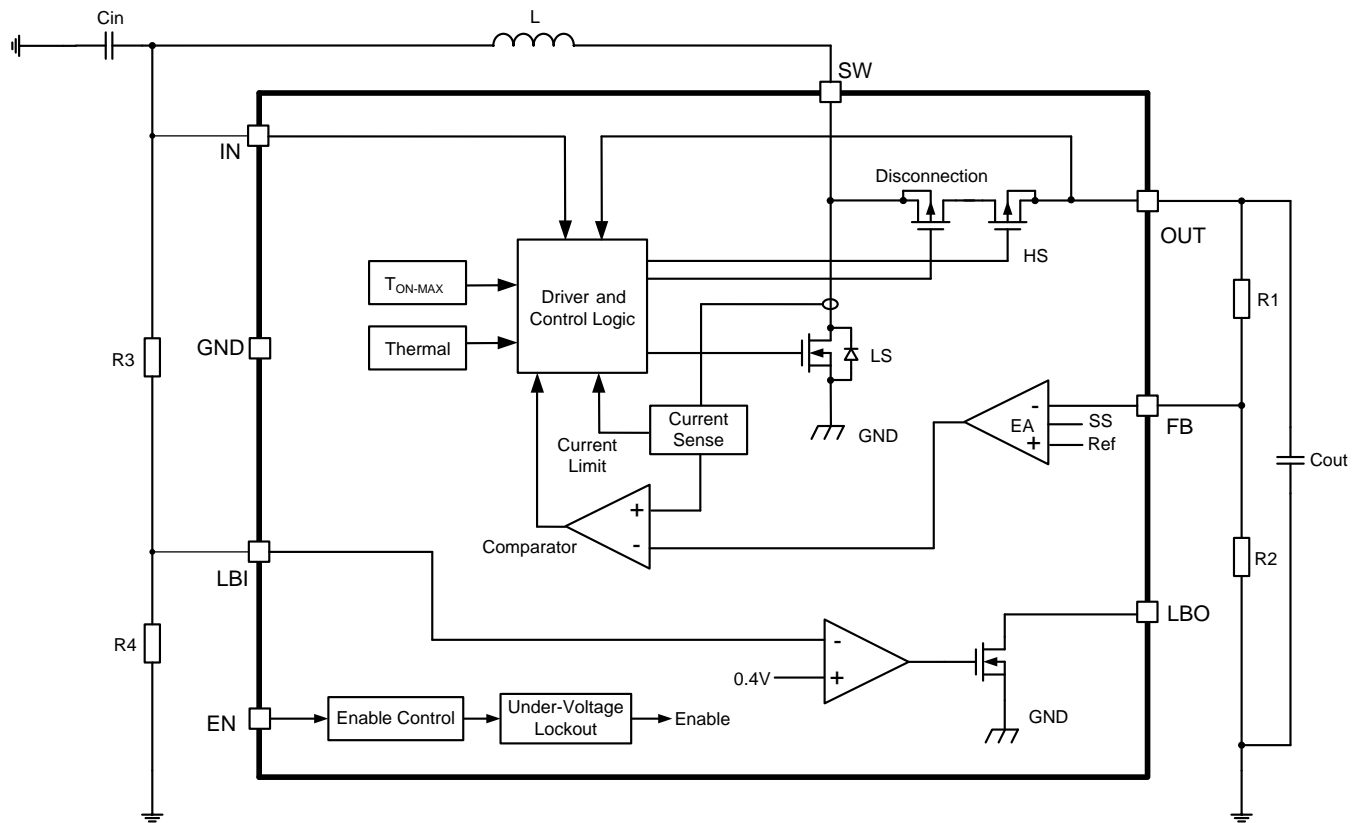 Cin
L
SW
IN
Disconnection
OUT
HS
TON-MAX
Driver and
Control Logic
R1
GND
Thermal
R3
LS
Current
Sense
Current
Limit
GND
-
EA
+
SS
Ref
FB
Cout
+
-
Comparator
LBI
R2
LBO
R4
-
+
0.4V
EN
Enable Control
Under-Voltage
Lockout
Enable
GND